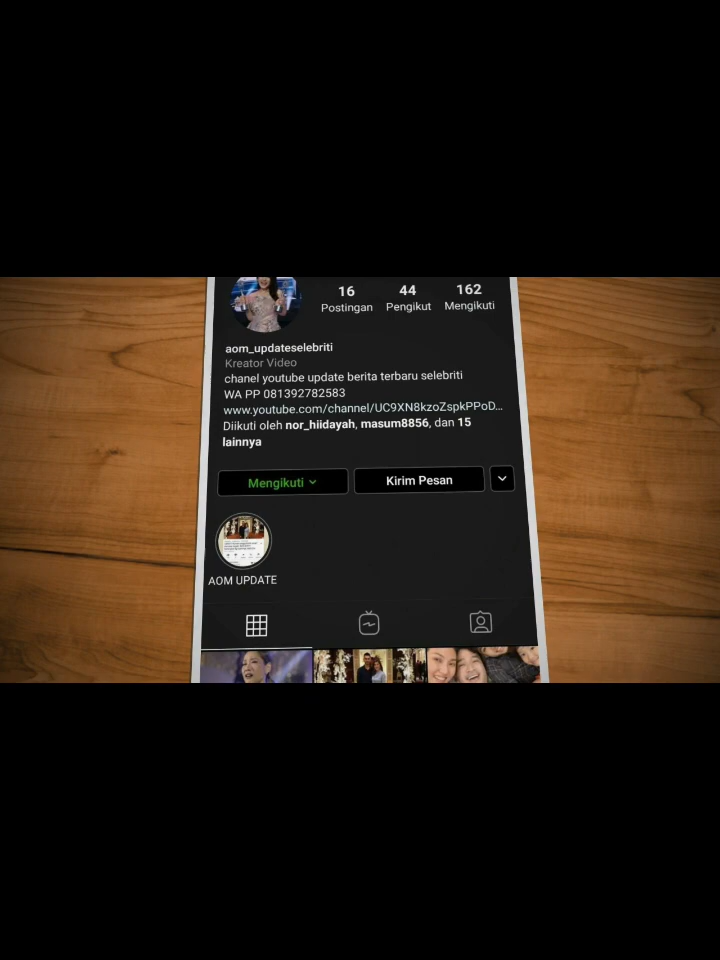 16 44 162
Postingan Pengikut Mengikuti
aom_updateselebriti
Kreator Video
chanel youtube update berita terbaru selebriti
WA PP 081392782583
www.youtube.com/channel/UC9XN8kzoZspkPPoD...
Diikuti oleh nor_hiidayah, masum8856, dan 15
lainnya
Mengikuti Kirim Pesan
AOM UPDATE